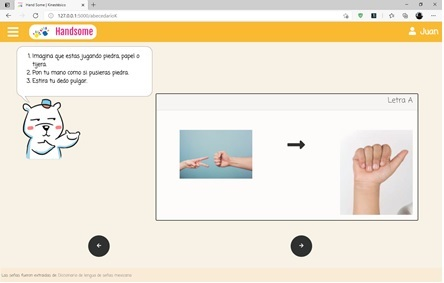 Hand Some | Kinestésico
127.0.0.1:5000/abecedarioK
Handsome
Juan
1. Imagina que estas jugando piedra, papel o
tijera.
2. Pon tu mano como si pusieras piedra.
3. Estira tu dedo pulgar.
Letra A
Las señas fueron extraídas de: Diccionario de lengua de señas mexicana